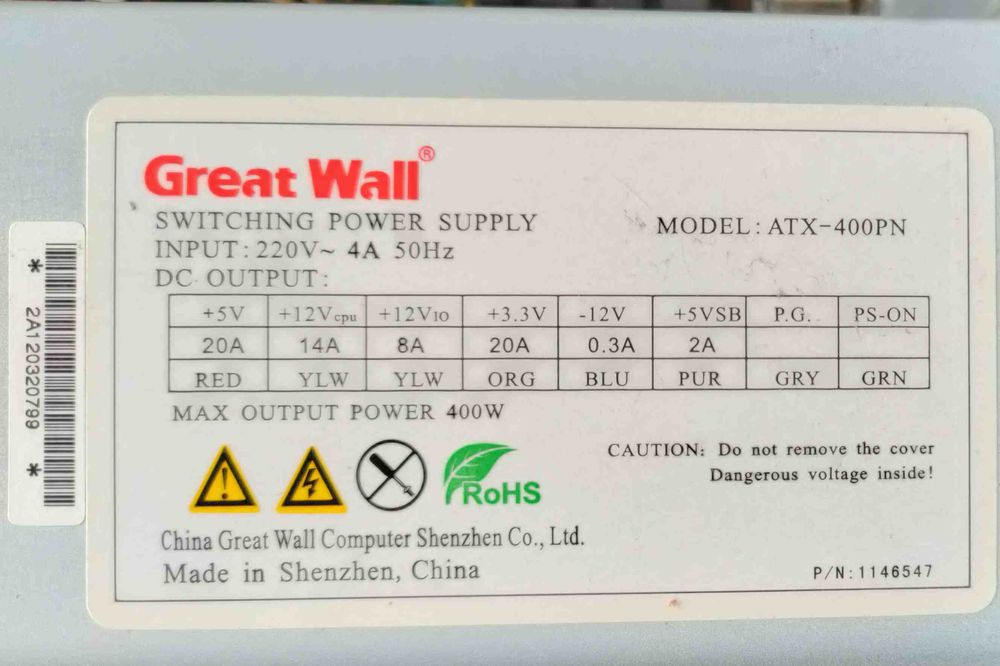 Great Wall®
SWITCHING POWER SUPPLY
MODEL: ATX-400PN
INPUT: 220V~ 4A 50Hz
DC OUTPUT:
+5V +12Vcpu +12VIO +3.3V -12V +5VSB P.G. PS-ON
20A 14A 8A 20A 0.3A 2A
RED YLW YLW ORG BLU PUR GRY GRN
MAX OUTPUT POWER 400W
CAUTION: Do not remove the cover
Dangerous voltage inside!
RoHS
China Great Wall Computer Shenzhen Co., Ltd.
Made in Shenzhen, China
P/N:1146547
* 2A120320799 *